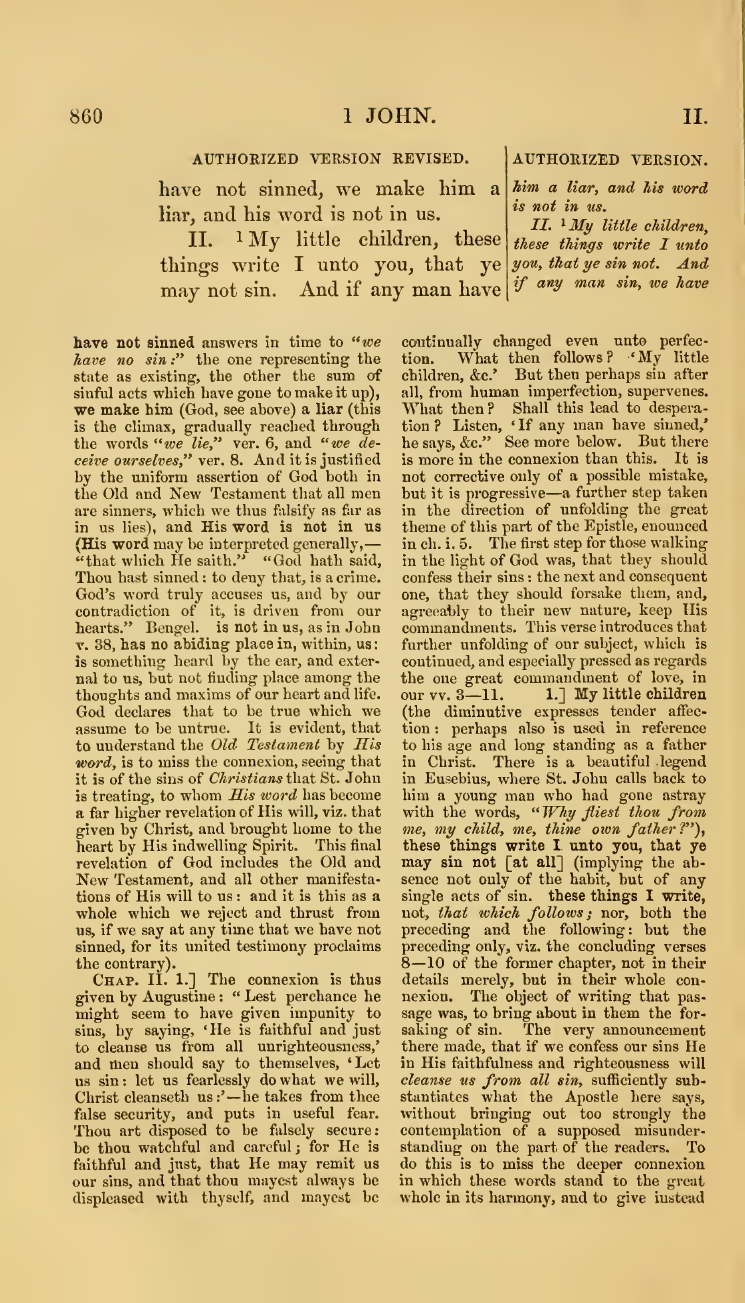 860
1 JOHN.
II.
AUTHORIZED VERSION REVISED.
have not sinned, we make him a
liar, and his word is not in us.
II. 1 My little children, these
things write I unto you, that ye
may not sin. And if any man have
AUTHORIZED VERSION.
him a liar, and his word
is not in us.
II. 1 My little children,
these things write I unto
you, that ye sin not. And
if any man sin, we have
have not sinned answers in time to "we
have no sin:" the one representing the
state as existing, the other the sum of
sinful acts which have gone to make it up),
we make him (God, see above) a liar (this
is the climax, gradually reached through
the words "we lie," ver. 6, and "we de-
ceive ourselves," ver. 8. And it is justified
by the uniform assertion of God both in
the Old and New Testament that all men
are sinners, which we thus falsify as far as
in us lies), and His word is not in us
(His word may be interpreted generally,—
"that which He saith." "God hath said,
Thou hast sinned: to deny that, is a crime.
God's word truly accuses us, and by our
contradiction of it, is driven from our
hearts." Bengel. is not in us, as in John
v. 38, has no abiding place in, within, us:
is something heard by the ear, and exter-
nal to us, but not finding place among the
thoughts and maxims of our heart and life.
God declares that to be true which we
assume to be untrue. It is evident, that
to understand the Old Testament by His
word, is to miss the connexion, seeing that
it is of the sins of Christians that St. John
is treating, to whom His word has become
a far higher revelation of His will, viz. that
given by Christ, and brought home to the
heart by His indwelling Spirit. This final
revelation of God includes the Old and
New Testament, and all other manifesta-
tions of His will to us: and it is this as a
whole which we reject and thrust from
us, if we say at any time that we have not
sinned, for its united testimony proclaims
the contrary).
CHAP. II. 1.] The connexion is thus
given by Augustine: "Lest perchance he
might seem to have given impunity to
sins, by saying, 'He is faithful and just
to cleanse us from all unrighteousness,'
and men should say to themselves, 'Let
us sin: let us fearlessly do what we will,
Christ cleanseth us:'—he takes from thee
false security, and puts in useful fear.
Thou art disposed to be falsely secure:
be thou watchful and careful; for He is
faithful and just, that He may remit us
our sins, and that thou mayest always be
displeased with thyself, and mayest be
continually changed even unto perfec-
tion. What then follows? 'My little
children, &c.' But then perhaps sin after
all, from human imperfection, supervenes.
What then? Shall this lead to despera-
tion? Listen, 'If any man have sinned,'
he says, &c." See more below. But there
is more in the connexion than this. It is
not corrective only of a possible mistake,
but it is progressive—a further step taken
in the direction of unfolding the great
theme of this part of the Epistle, enounced
in ch. i. 5. The first step for those walking
in the light of God was, that they should
confess their sins: the next and consequent
one, that they should forsake them, and,
agreeably to their new nature, keep His
commandments. This verse introduces that
further unfolding of our subject, which is
continued, and especially pressed as regards
the one great commandment of love, in
our vv. 3—11. 1.] My little children
(the diminutive expresses tender affec-
tion: perhaps also is used in reference
to his age and long standing as a father
in Christ. There is a beautiful legend
in Eusebius, where St. John calls back to
him a young man who had gone astray
with the words, "Why fliest thou from
me, my child, me, thine own father?"),
these things write I unto you, that ye
may sin not [at all] (implying the ab-
sence not only of the habit, but of any
single acts of sin. these things I write,
not, that which follows; nor, both the
preceding and the following: but the
preceding only, viz. the concluding verses
8—10 of the former chapter, not in their
details merely, but in their whole con-
nexion. The object of writing that pas-
sage was, to bring about in them the for-
saking of sin. The very announcement
there made, that if we confess our sins He
in His faithfulness and righteousness will
cleanse us from all sin, sufficiently sub-
stantiates what the Apostle here says,
without bringing out too strongly the
contemplation of a supposed misunder-
standing on the part of the readers. To
do this is to miss the deeper connexion
in which these words stand to the great
whole in its harmony, and to give instead